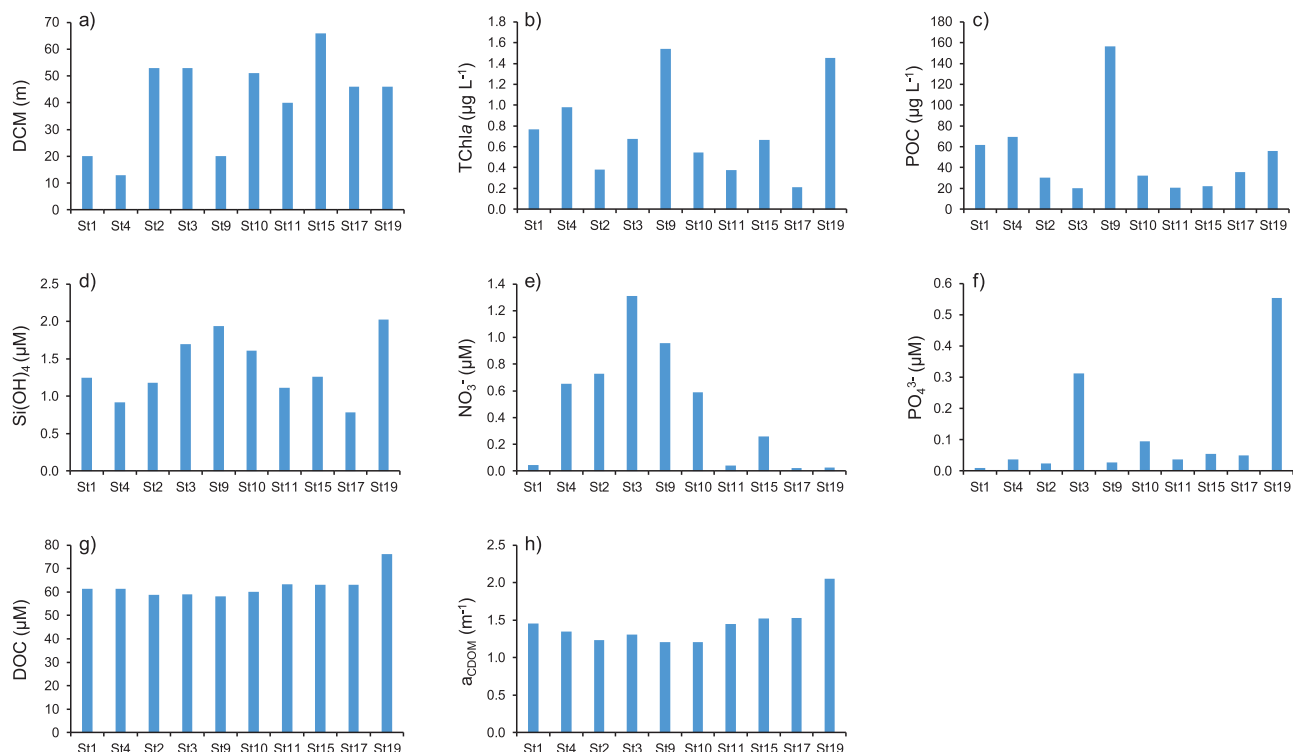 a)
DCM (m)
70
60
50
40
30
20
10
0
St1 St4 St2 St3 St9 St10 St11 St15 St17 St19
b)
TChla (µg L⁻¹)
1.8
1.6
1.4
1.2
1.0
0.8
0.6
0.4
0.2
0.0
St1 St4 St2 St3 St9 St10 St11 St15 St17 St19
c)
POC (µg L⁻¹)
180
160
140
120
100
80
60
40
20
0
St1 St4 St2 St3 St9 St10 St11 St15 St17 St19
d)
Si(OH)₄ (µM)
2.5
2.0
1.5
1.0
0.5
0.0
St1 St4 St2 St3 St9 St10 St11 St15 St17 St19
e)
NO₃⁻ (µM)
1.4
1.2
1.0
0.8
0.6
0.4
0.2
0.0
St1 St4 St2 St3 St9 St10 St11 St15 St17 St19
f)
PO₄³⁻ (µM)
0.6
0.5
0.4
0.3
0.2
0.1
0.0
St1 St4 St2 St3 St9 St10 St11 St15 St17 St19
g)
DOC (µM)
80
70
60
50
40
30
20
10
0
St1 St4 St2 St3 St9 St10 St11 St15 St17 St19
h)
a_CDOM (m⁻¹)
2.5
2.0
1.5
1.0
0.5
0.0
St1 St4 St2 St3 St9 St10 St11 St15 St17 St19